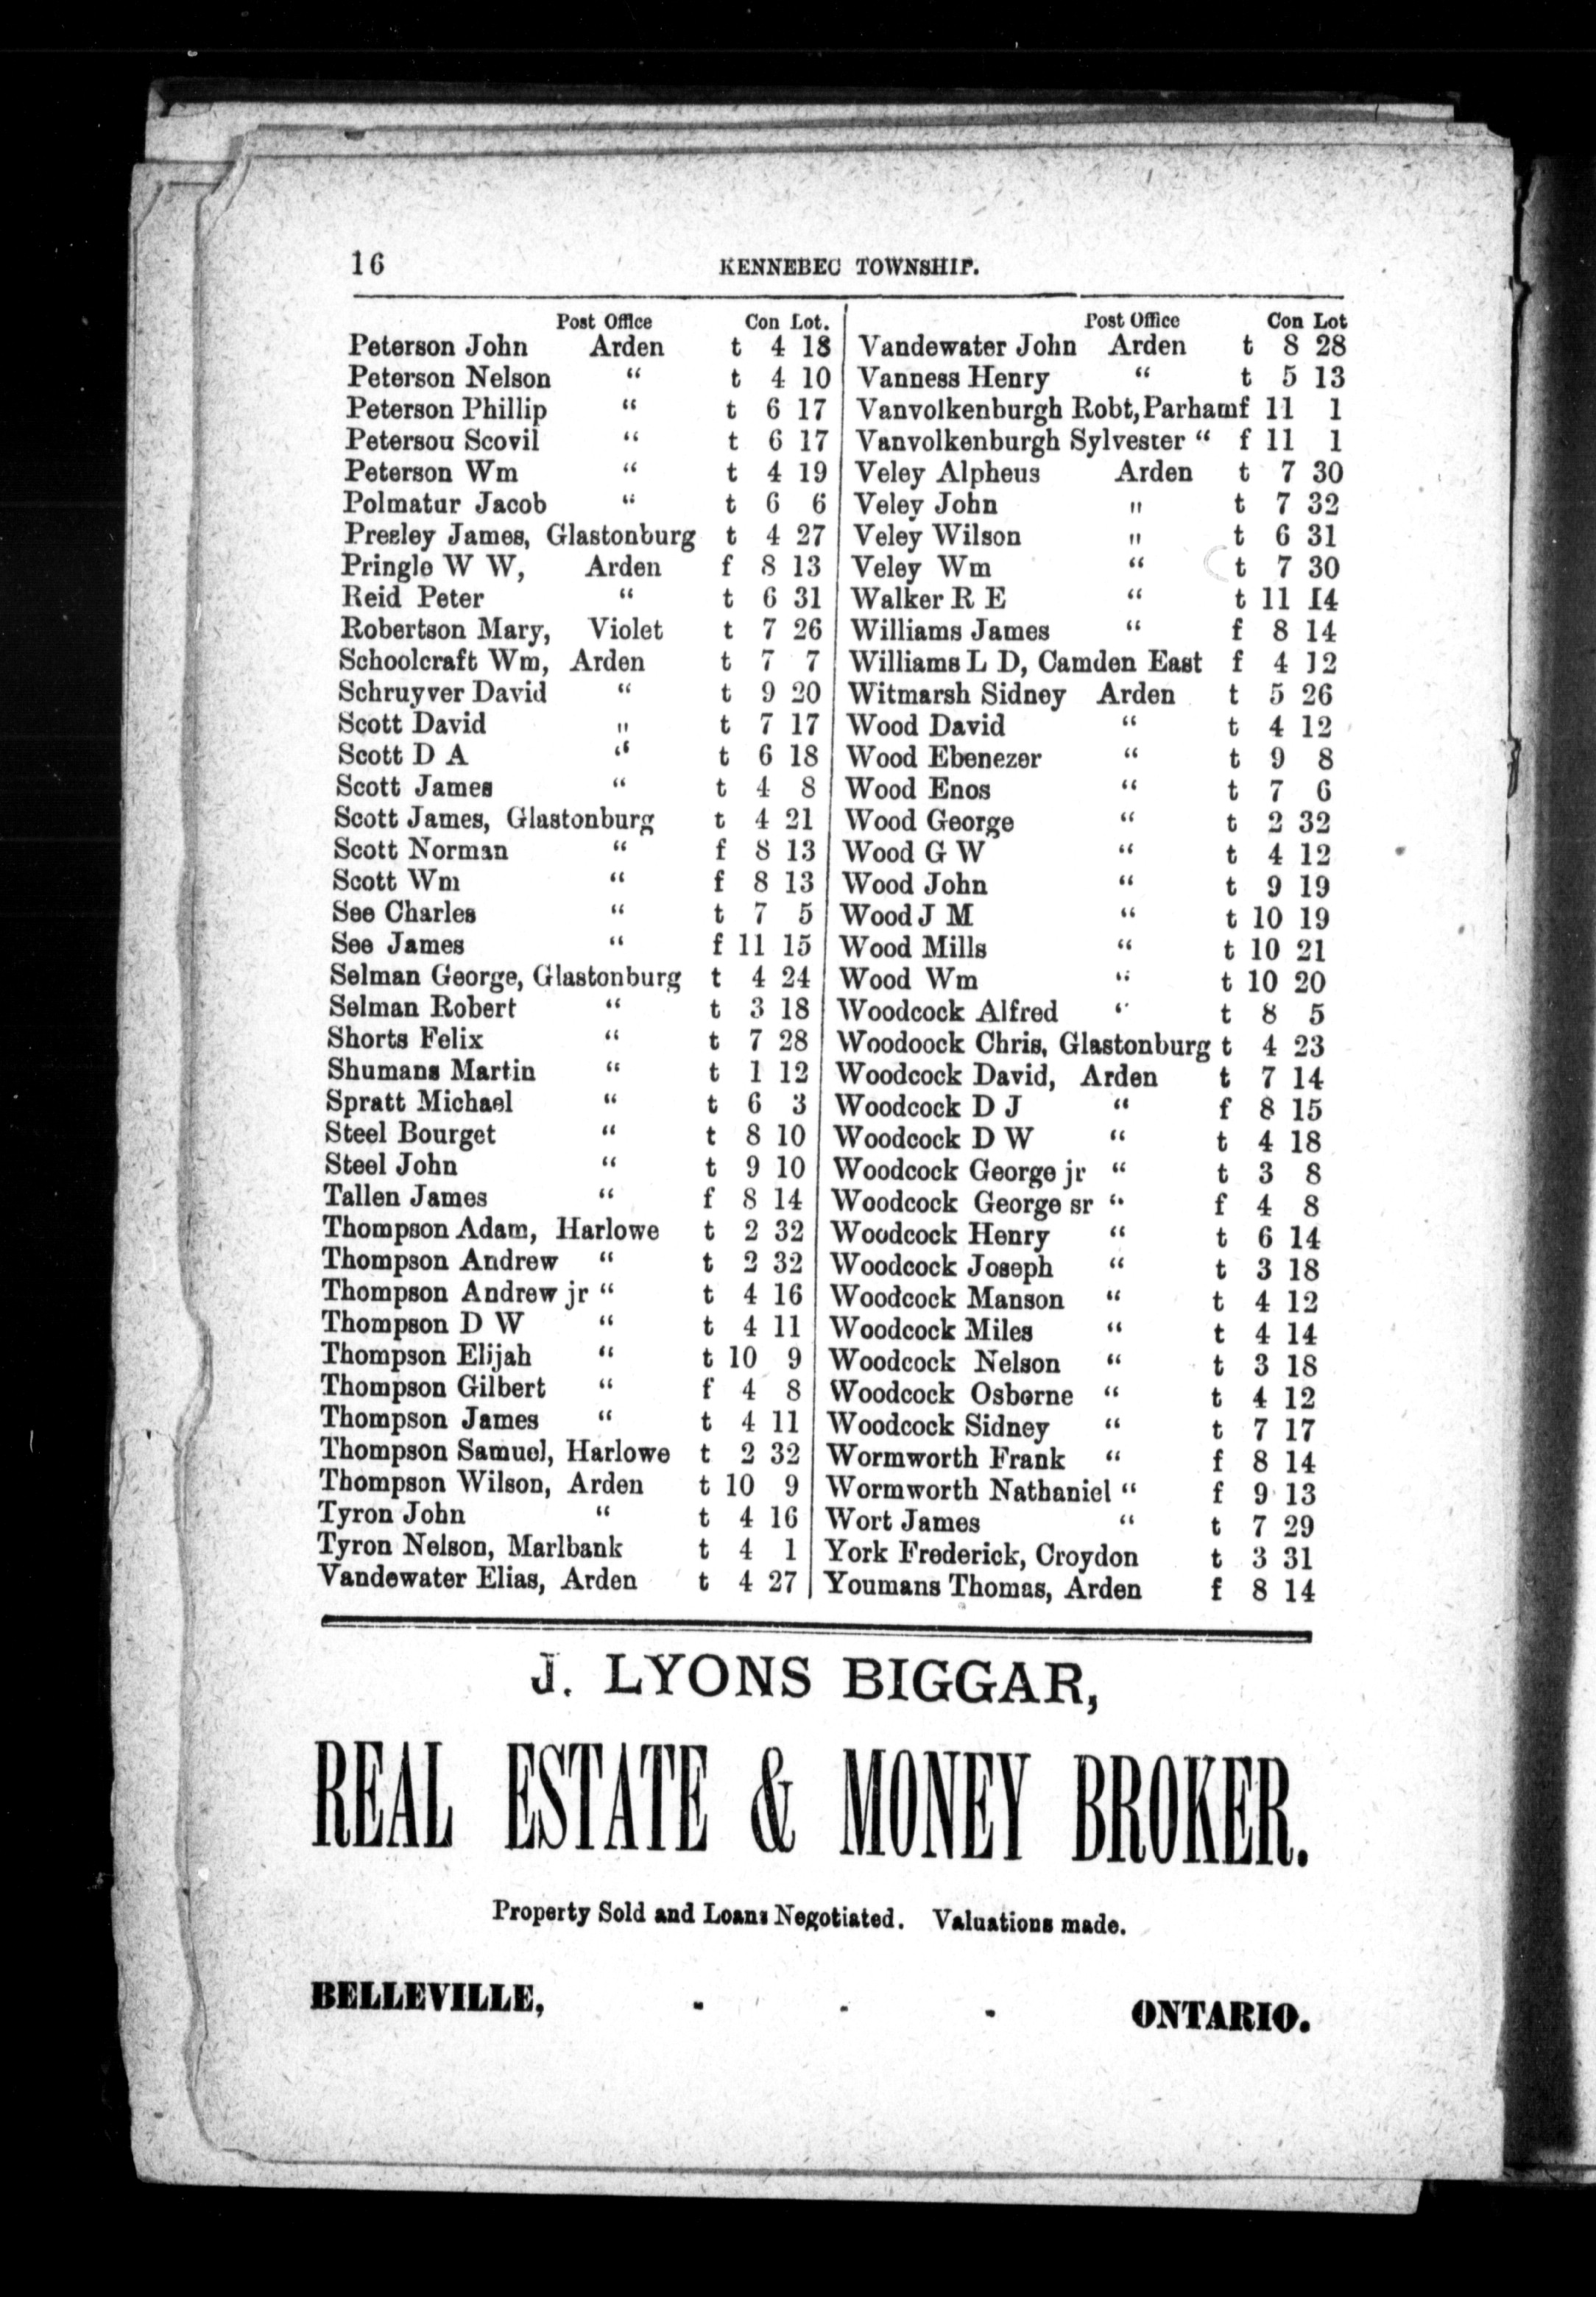 16
KENNEBEC TOWNSHIP.
Post Office Con Lot.
Peterson John Arden t 4 18
Peterson Nelson “ t 4 10
Peterson Phillip “ t 6 17
Petersou Scovil “ t 6 17
Peterson Wm “ t 4 19
Polmatur Jacob “ t 6 6
Presley James, Glastonburg t 4 27
Pringle W W, Arden f 8 13
Reid Peter “ t 6 31
Robertson Mary, Violet t 7 26
Schoolcraft Wm, Arden t 7 7
Schruyver David “ t 9 20
Scott David " t 7 17
Scott D A “ t 6 18
Scott James “ t 4 8
Scott James, Glastonburg t 4 21
Scott Norman “ f 8 13
Scott Wm “ f 8 13
See Charles “ t 7 5
See James “ f 11 15
Selman George, Glastonburg t 4 24
Selman Robert “ t 3 18
Shorts Felix “ t 7 28
Shumans Martin “ t 1 12
Spratt Michael “ t 6 3
Steel Bourget “ t 8 10
Steel John “ t 9 10
Tallen James “ f 8 14
Thompson Adam, Harlowe t 2 32
Thompson Andrew “ t 2 32
Thompson Andrew jr “ t 4 16
Thompson D W “ t 4 11
Thompson Elijah “ t 10 9
Thompson Gilbert “ f 4 8
Thompson James “ t 4 11
Thompson Samuel, Harlowe t 2 32
Thompson Wilson, Arden t 10 9
Tyron John “ t 4 16
Tyron Nelson, Marlbank t 4 1
Vandewater Elias, Arden t 4 27
Post Office Con Lot
Vandewater John Arden t 8 28
Vanness Henry “ t 5 13
Vanvolkenburgh Robt, Parham f 11 1
Vanvolkenburgh Sylvester “ f 11 1
Veley Alpheus Arden t 7 30
Veley John " t 7 32
Veley Wilson " t 6 31
Veley Wm “ t 7 30
Walker R E “ t 11 14
Williams James “ f 8 14
Williams L D, Camden East f 4 12
Witmarsh Sidney Arden t 5 26
Wood David “ t 4 12
Wood Ebenezer “ t 9 8
Wood Enos “ t 7 6
Wood George “ t 2 32
Wood G W “ t 4 12
Wood John “ t 9 19
Wood J M “ t 10 19
Wood Mills “ t 10 21
Wood Wm “ t 10 20
Woodcock Alfred “ t 8 5
Woodoock Chris, Glastonburg t 4 23
Woodcock David, Arden t 7 14
Woodcock D J “ f 8 15
Woodcock D W “ t 4 18
Woodcock George jr “ t 3 8
Woodcock George sr “ f 4 8
Woodcock Henry “ t 6 14
Woodcock Joseph “ t 3 18
Woodcock Manson “ t 4 12
Woodcock Miles “ t 4 14
Woodcock Nelson “ t 3 18
Woodcock Osborne “ t 4 12
Woodcock Sidney “ t 7 17
Wormworth Frank “ f 8 14
Wormworth Nathaniel “ f 9 13
Wort James “ t 7 29
York Frederick, Croydon t 3 31
Youmans Thomas, Arden f 8 14
J. LYONS BIGGAR,
REAL ESTATE & MONEY BROKER.
Property Sold and Loans Negotiated. Valuations made.
BELLEVILLE, - - - ONTARIO.